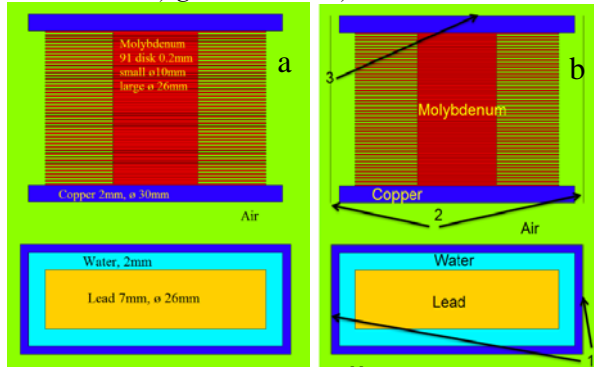 Molybdenum
91 disk 0.2mm
small ø10mm
large ø 26mm
a
Copper 2mm, ø 30mm
Air
Water, 2mm
Lead 7mm, ø 26mm
b
3
Molybdenum
Copper
2
Air
Water
Lead
1